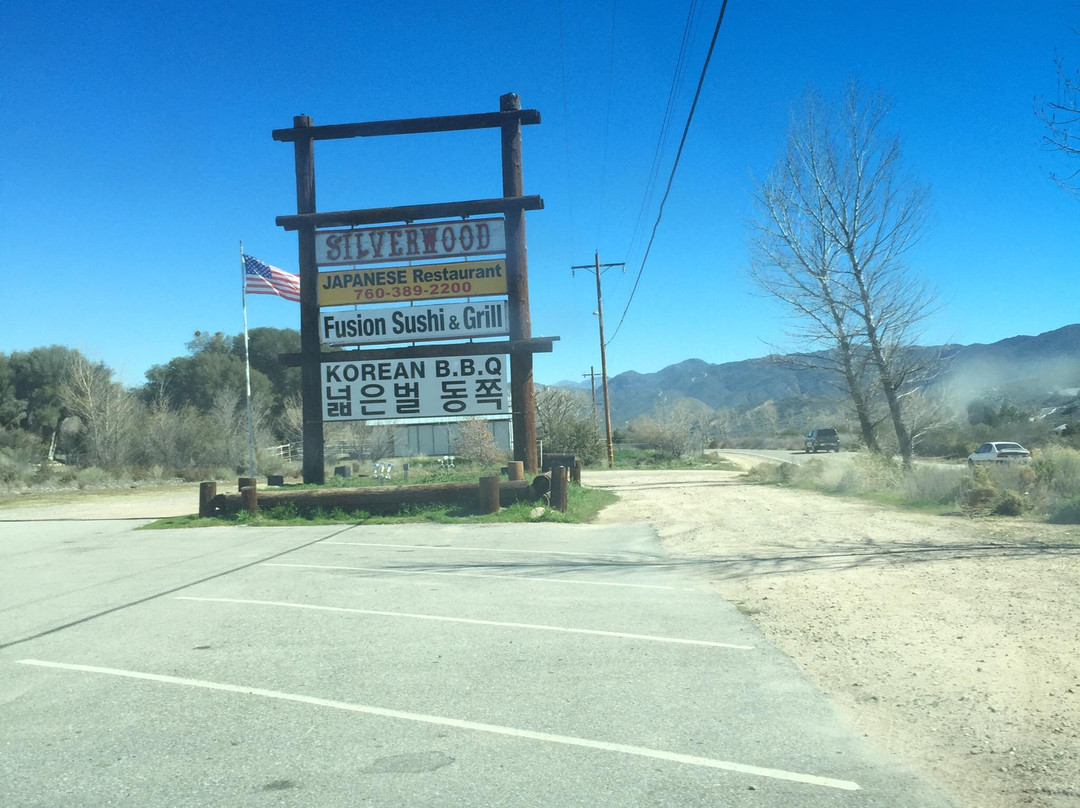 SILVERWOOD
JAPANESE Restaurant
760-389-2200
Fusion Sushi & Grill
KOREAN B.B.Q
넓은벌 동쪽